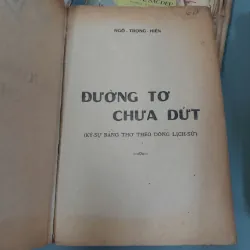 NGÔ TRỌNG HIẾN
ĐƯỜNG TƠ
CHƯA DỨT
(KÝ-SỰ BẰNG THƠ THEO DÒNG LỊCH-SỬ)